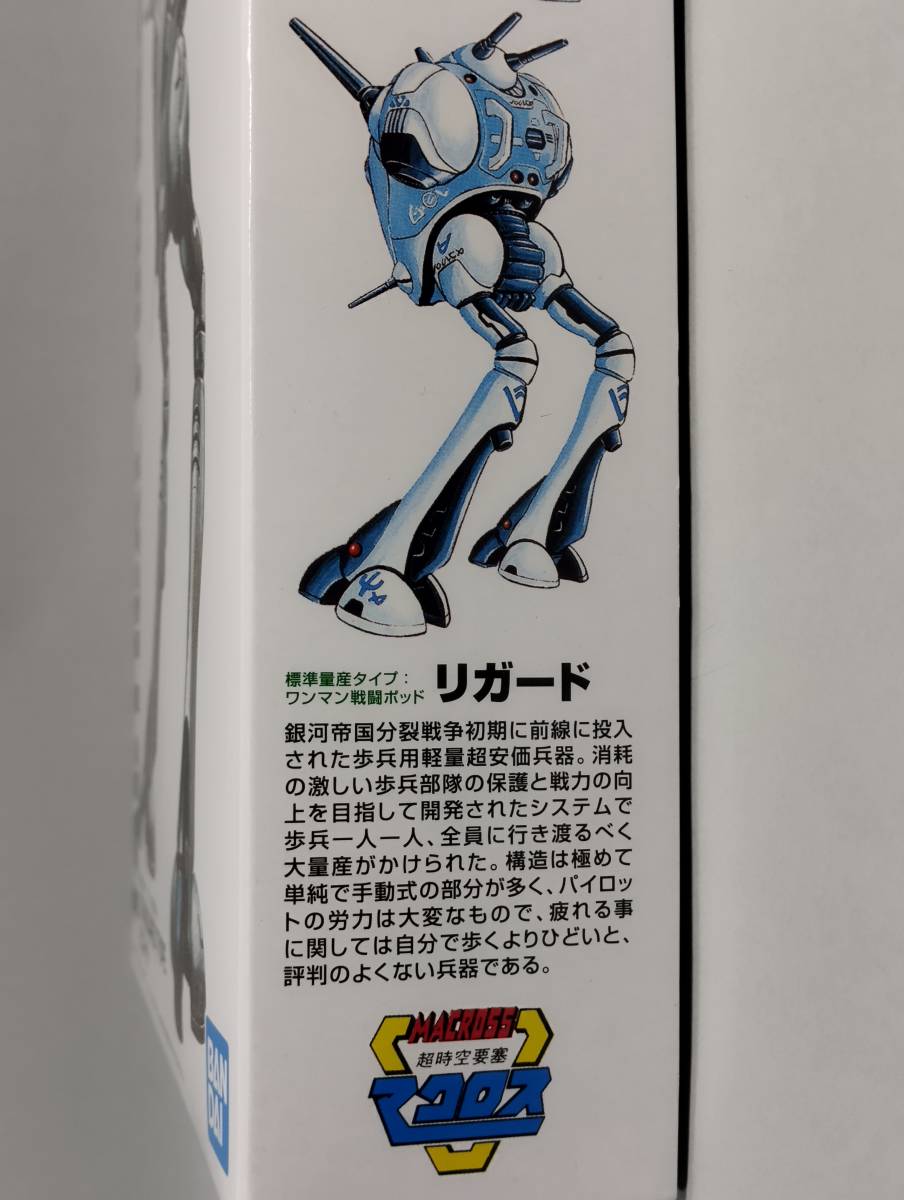 標準量産タイプ:
ワンマン戦闘ポッド
リガード
銀河帝国分裂戦争初期に前線に投入
された歩兵用軽量超安価兵器。消耗
の激しい歩兵部隊の保護と戦力の向
上を目指して開発されたシステムで
歩兵一人一人、全員に行き渡るべく
大量産がかけられた。構造は極めて
単純で手動式の部分が多く、パイロッ
トの労力は大変なもので、疲れる事
に関しては自分で歩くよりひどいと、
評判のよくない兵器である。
MACROSS
超時空要塞
マクロス
BAN
DAI